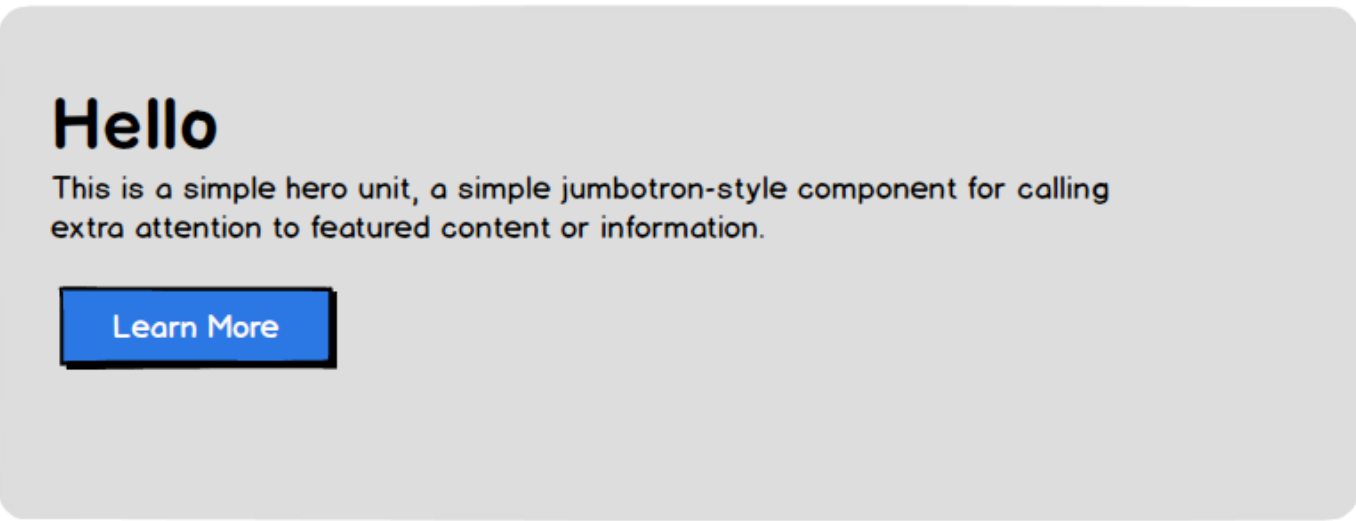 Hello
This is a simple hero unit, a simple jumbotron-style component for calling
extra attention to featured content or information.
Learn More